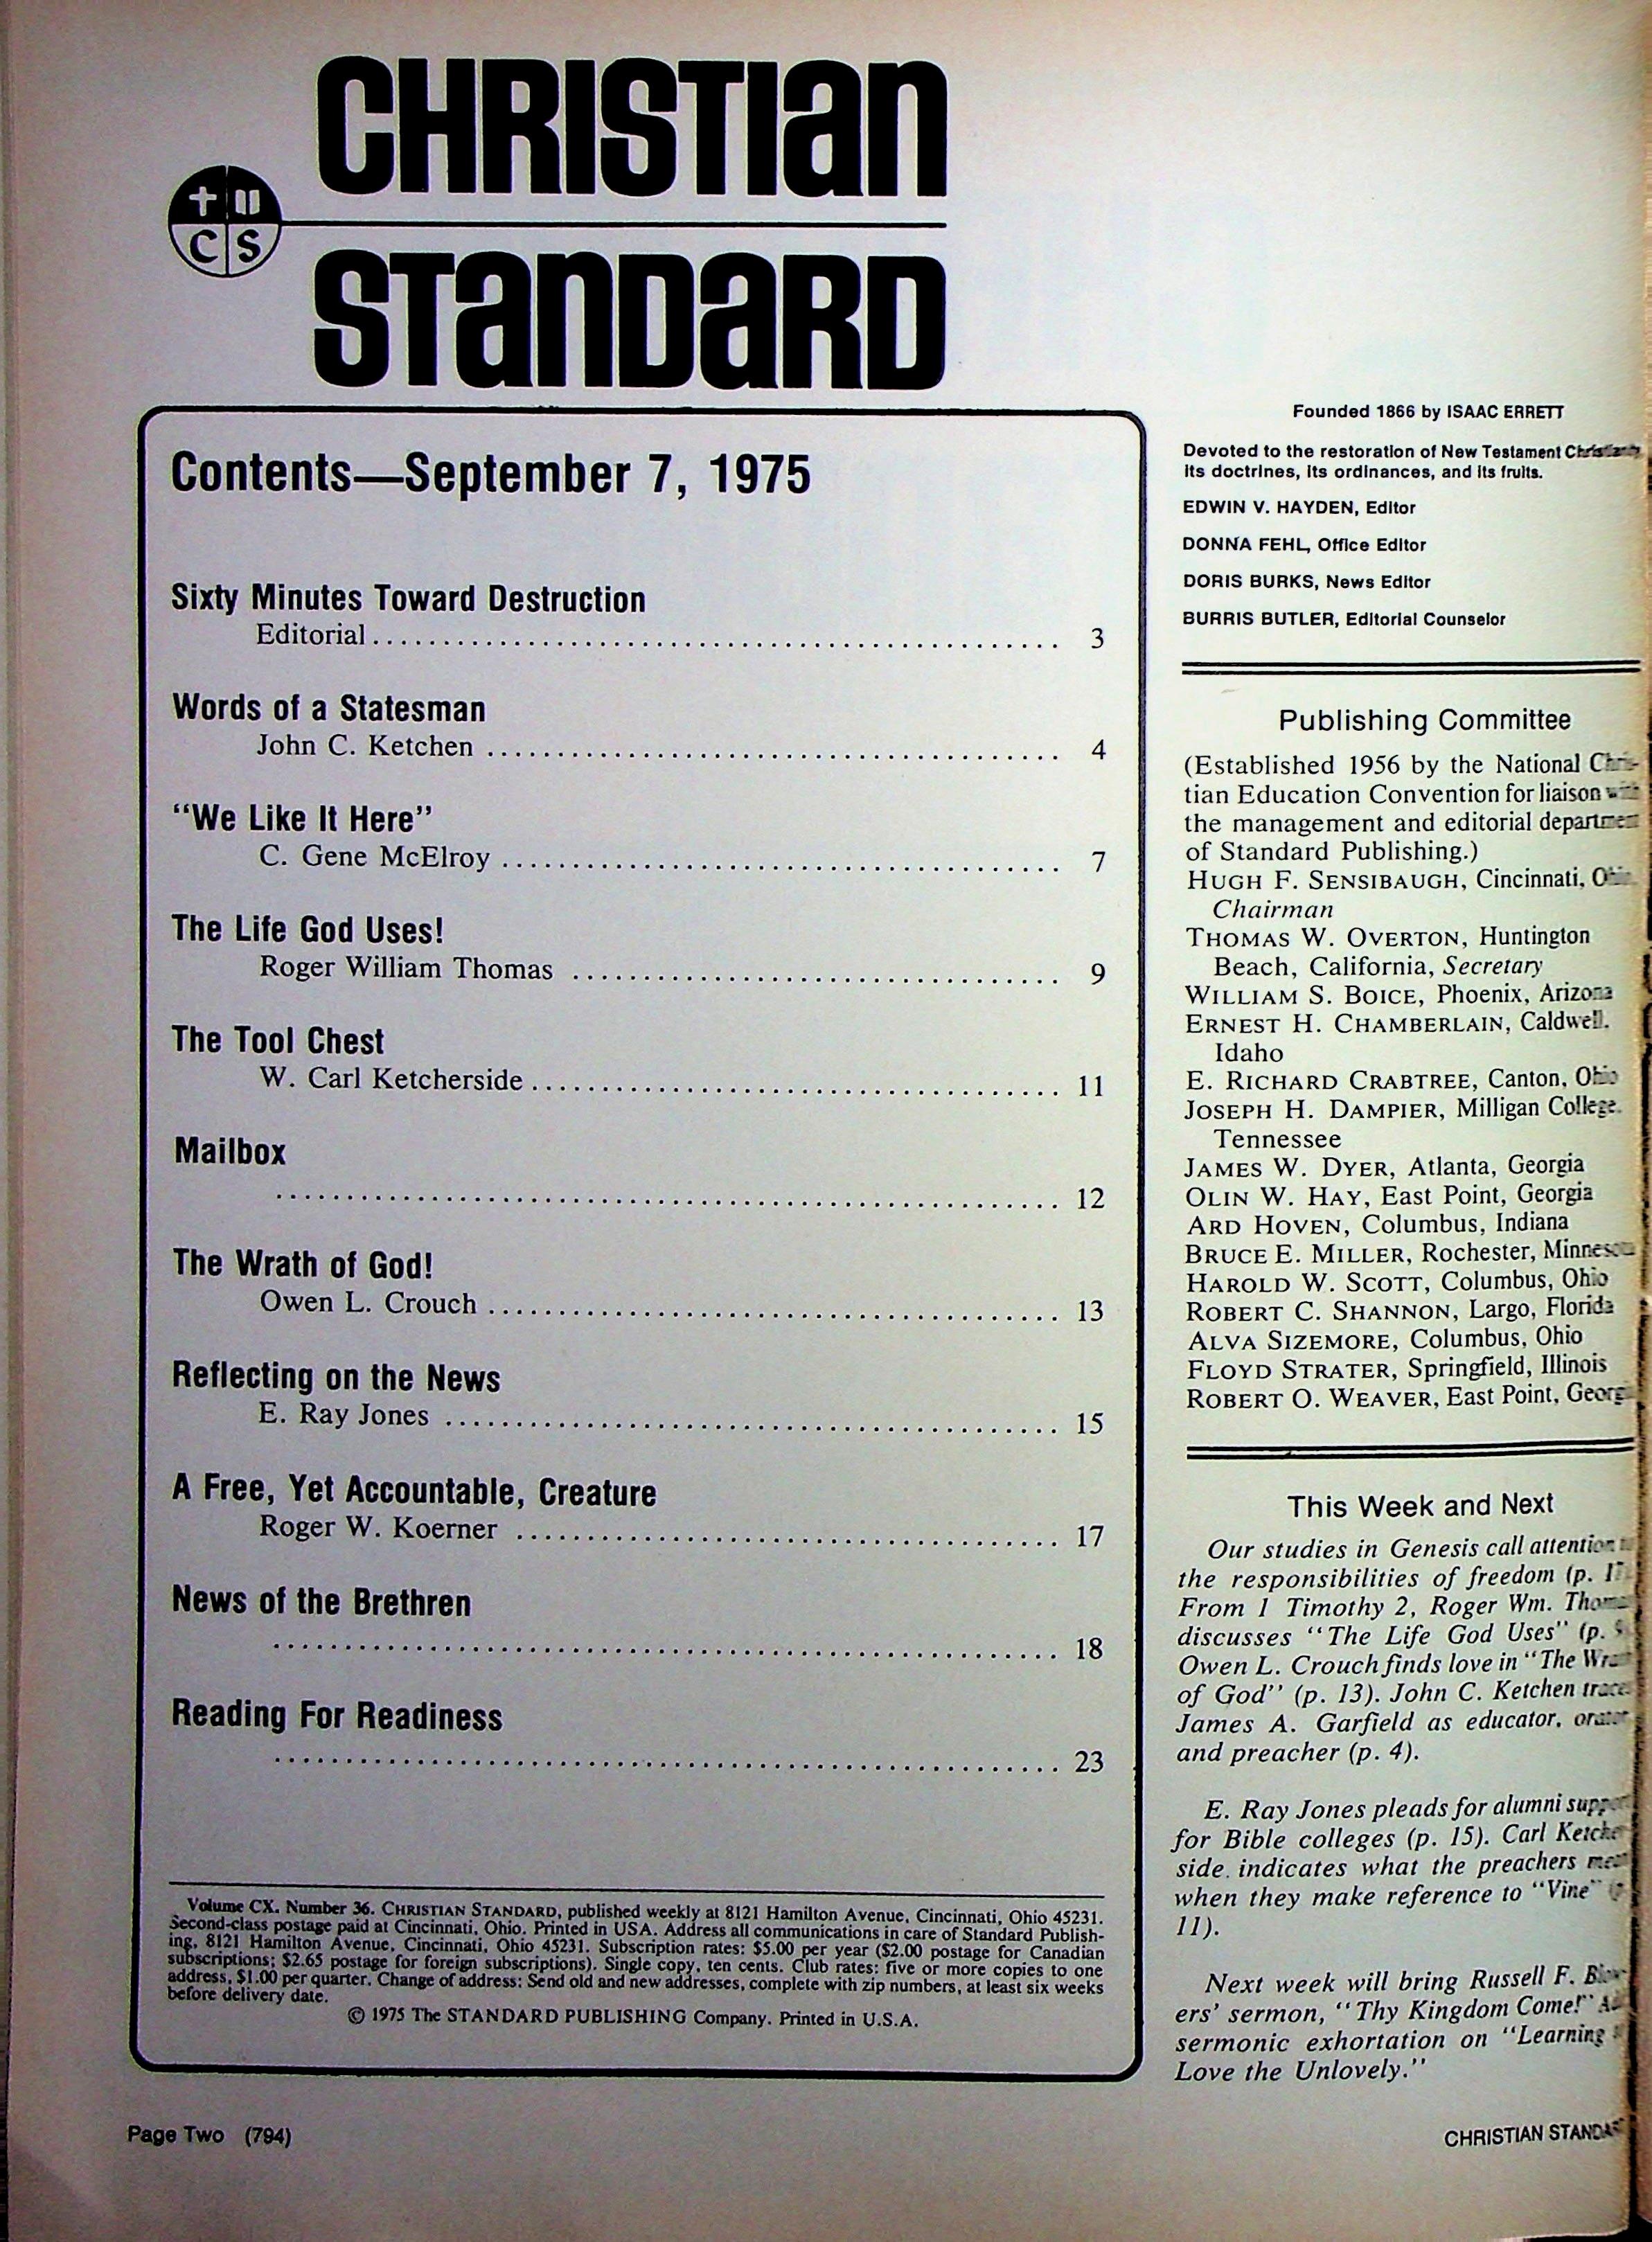 CHRISTIAN
C S
STANDARD
Contents—September 7, 1975
Sixty Minutes Toward Destruction
Editorial ........ 3
Words of a Statesman
John C. Ketchen ........ 4
“We Like It Here”
C. Gene McElroy ........ 7
The Life God Uses!
Roger William Thomas ........ 9
The Tool Chest
W. Carl Ketcherside ........ 11
Mailbox
........ 12
The Wrath of God!
Owen L. Crouch ........ 13
Reflecting on the News
E. Ray Jones ........ 15
A Free, Yet Accountable, Creature
Roger W. Koerner ........ 17
News of the Brethren
........ 18
Reading For Readiness
........ 23
Volume CX. Number 36. CHRISTIAN STANDARD, published weekly at 8121 Hamilton Avenue, Cincinnati, Ohio 45231.
Second-class postage paid at Cincinnati, Ohio. Printed in USA. Address all communications in care of Standard Publish-
ing, 8121 Hamilton Avenue, Cincinnati, Ohio 45231. Subscription rates: $5.00 per year ($2.00 postage for Canadian
subscriptions; $2.65 postage for foreign subscriptions). Single copy, ten cents. Club rates: five or more copies to one
address, $1.00 per quarter. Change of address: Send old and new addresses, complete with zip numbers, at least six weeks
before delivery date.
© 1975 The STANDARD PUBLISHING Company. Printed in U.S.A.
Founded 1866 by ISAAC ERRETT
Devoted to the restoration of New Testament
its doctrines, its ordinances, and its fruits.
EDWIN V. HAYDEN, Editor
DONNA FEHL, Office Editor
DORIS BURKS, News Editor
BURRIS BUTLER, Editorial Counselor
Publishing Committee
(Established 1956 by the National Chris-
tian Education Convention for liaison with
the management and editorial department
of Standard Publishing.)
HUGH F. SENSIBAUGH, Cincinnati, Ohio
Chairman
THOMAS W. OVERTON, Huntington
Beach, California, Secretary
WILLIAM S. BOICE, Phoenix, Arizona
ERNEST H. CHAMBERLAIN, Caldwell,
Idaho
E. RICHARD CRABTREE, Canton, Ohio
JOSEPH H. DAMPIER, Milligan College,
Tennessee
JAMES W. DYER, Atlanta, Georgia
OLIN W. HAY, East Point, Georgia
ARD HOVEN, Columbus, Indiana
BRUCE E. MILLER, Rochester, Minnesota
HAROLD W. SCOTT, Columbus, Ohio
ROBERT C. SHANNON, Largo, Florida
ALVA SIZEMORE, Columbus, Ohio
FLOYD STRATER, Springfield, Illinois
ROBERT O. WEAVER, East Point, Georg
This Week and Next
Our studies in Genesis call attention
the responsibilities of freedom (p. 17
From 1 Timothy 2, Roger Wm. Thomas
discusses “The Life God Uses” (p. 
Owen L. Crouch finds love in “The Wrath
of God” (p. 13). John C. Ketchen traces
James A. Garfield as educator, orator
and preacher (p. 4).
E. Ray Jones pleads for alumni support
for Bible colleges (p. 15). Carl Ketcher
side indicates what the preachers mean
when they make reference to “Vine”
11).
Next week will bring Russell F.
ers’ sermon, “Thy Kingdom Come!”
sermonic exhortation on “Learning
Love the Unlovely.”
Page Two (794)
CHRISTIAN STANDA